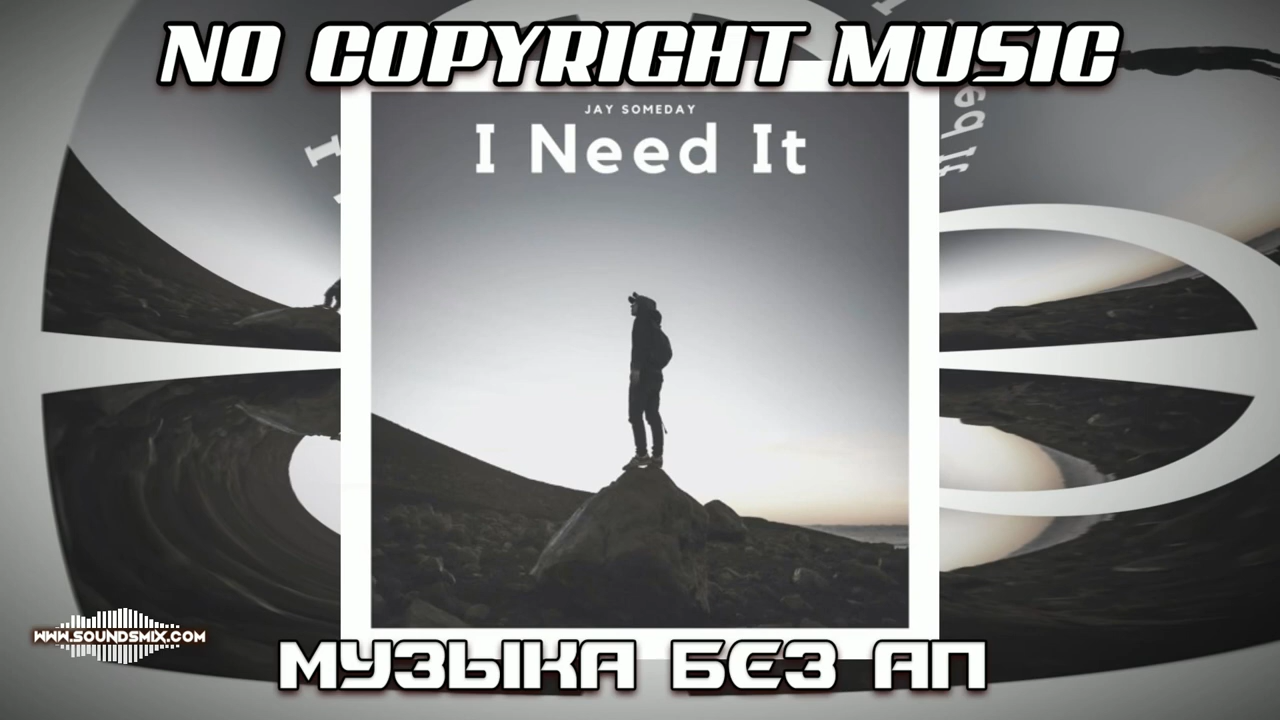 NO COPYRIGHT MUSIC
JAY SOMEDAY
I Need It
WWW.SOUNDSMIX.COM
МУЗЫКА БЕЗ АП